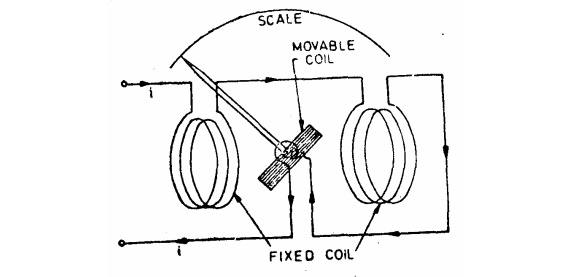 SCALE
MOVABLE
COIL
i
i
FIXED COIL